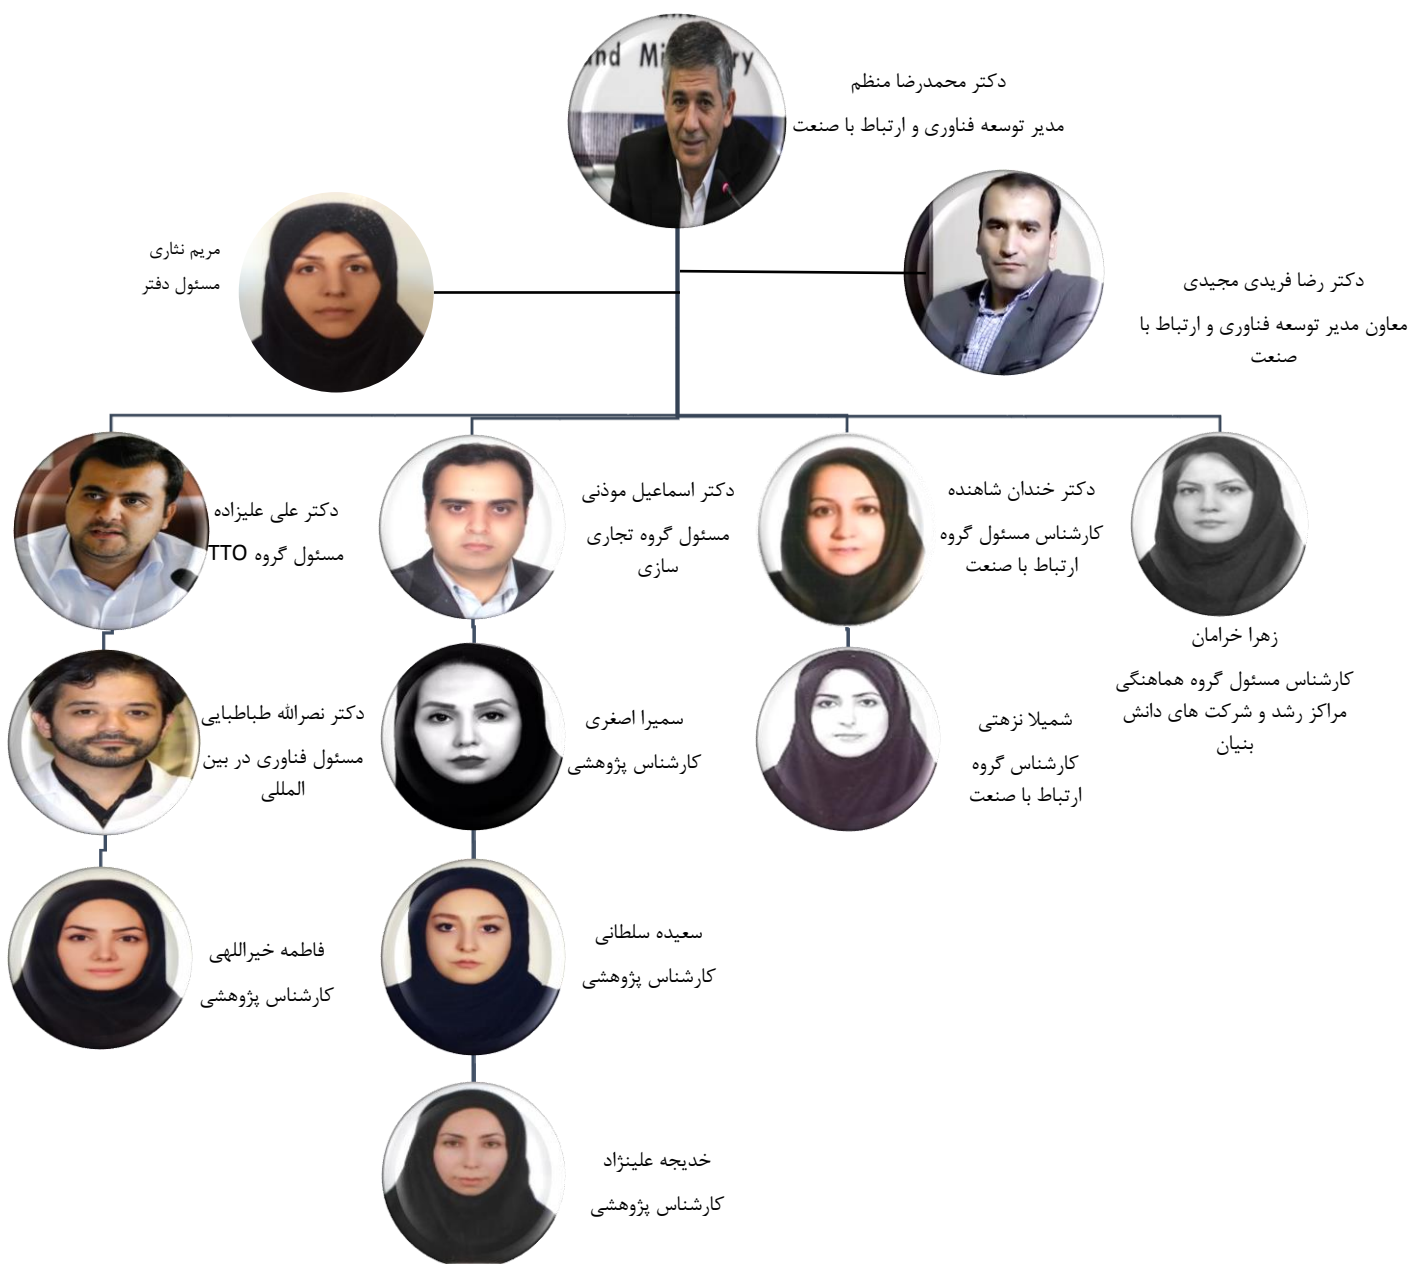 and
and Mi ry
دکتر محمدرضا منظم
مدیر توسعه فناوری و ارتباط با صنعت
مریم نثاری
مسئول دفتر
دکتر رضا فریدی مجیدی
معاون مدیر توسعه فناوری و ارتباط با
صنعت
دکتر علی علیزاده
مسئول گروه TTO
دکتر اسماعیل موذنی
مسئول گروه تجاری
سازی
دکتر خندان شاهنده
کارشناس مسئول گروه
ارتباط با صنعت
زهرا خرامان
کارشناس مسئول گروه هماهنگی
مراکز رشد و شرکت های دانش
بنیان
دکتر نصرالله طباطبایی
مسئول فناوری در بین
المللی
سمیرا اصغری
کارشناس پژوهشی
شمیلا نزهتی
کارشناس گروه
ارتباط با صنعت
فاطمه خیراللهی
کارشناس پژوهشی
سعیده سلطانی
کارشناس پژوهشی
خدیجه علینژاد
کارشناس پژوهشی